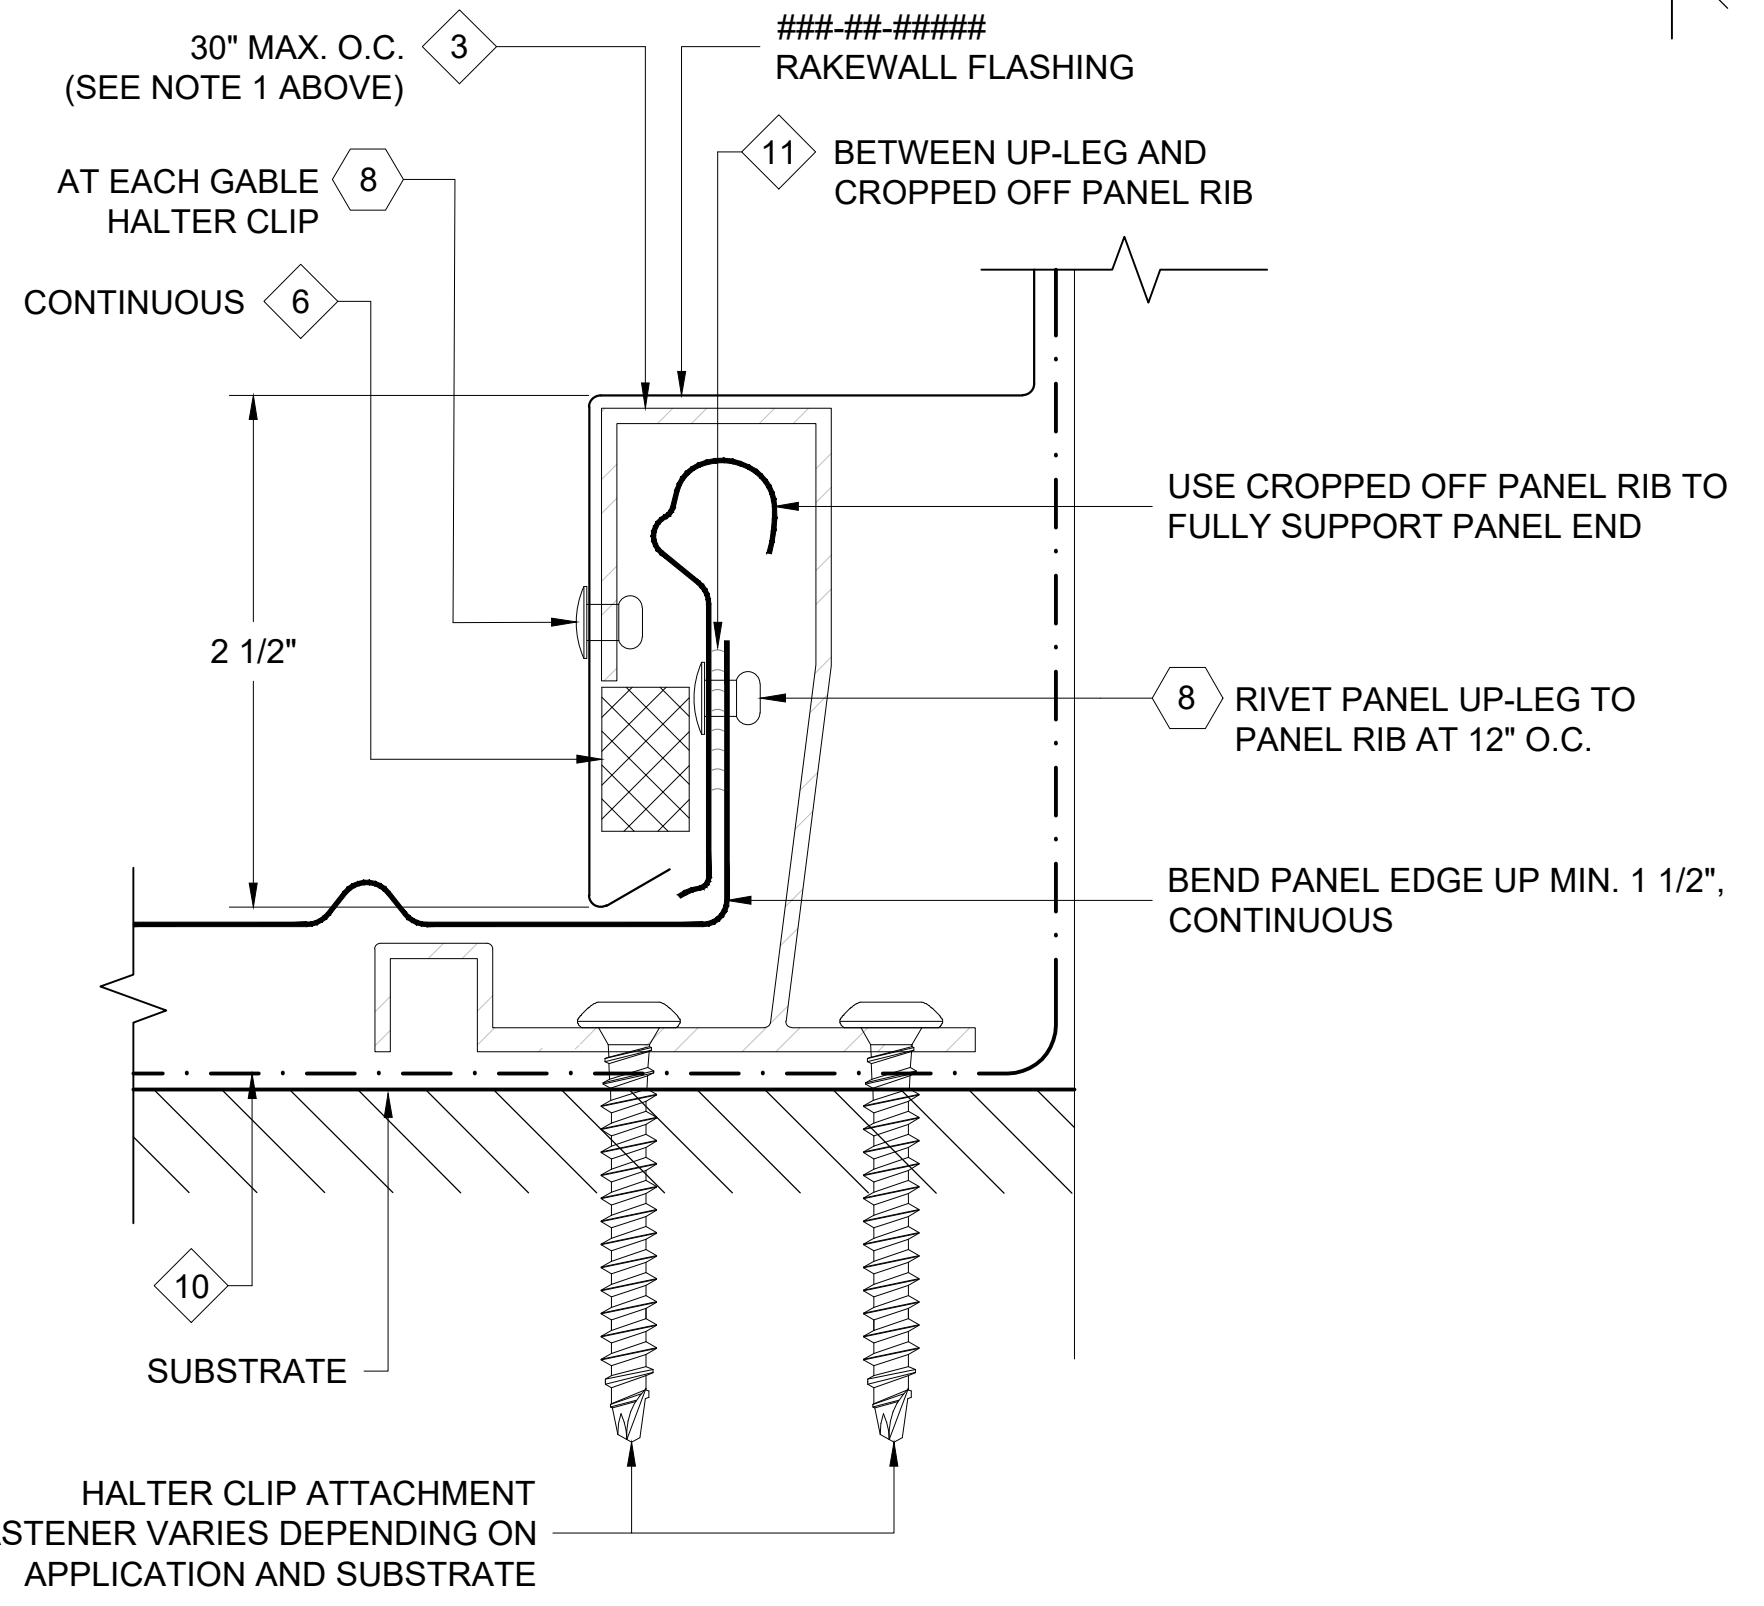 30" MAX. O.C.
(SEE NOTE 1 ABOVE)
3
###-##-#####
RAKEWALL FLASHING
AT EACH GABLE
HALTER CLIP
8
11
BETWEEN UP-LEG AND
CROPPED OFF PANEL RIB
CONTINUOUS
6
USE CROPPED OFF PANEL RIB TO
FULLY SUPPORT PANEL END
2 1/2"
8
RIVET PANEL UP-LEG TO
PANEL RIB AT 12" O.C.
BEND PANEL EDGE UP MIN. 1 1/2",
CONTINUOUS
10
SUBSTRATE
HALTER CLIP ATTACHMENT
VARIES DEPENDING ON
APPLICATION AND SUBSTRATE